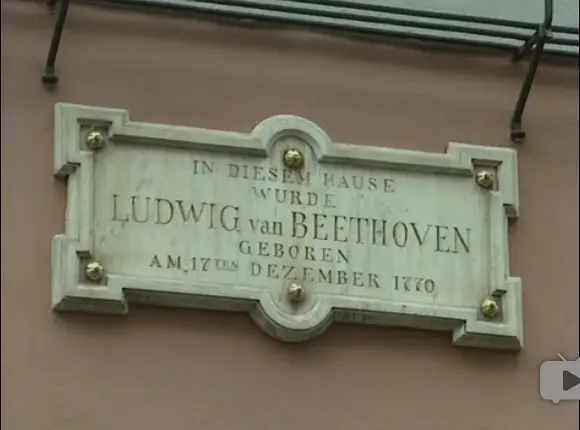 IN DIESEM HAUSE
WURDE
LUDWIG van BEETHOVEN
GEBOREN
AM 17TEN DEZEMBER 1770